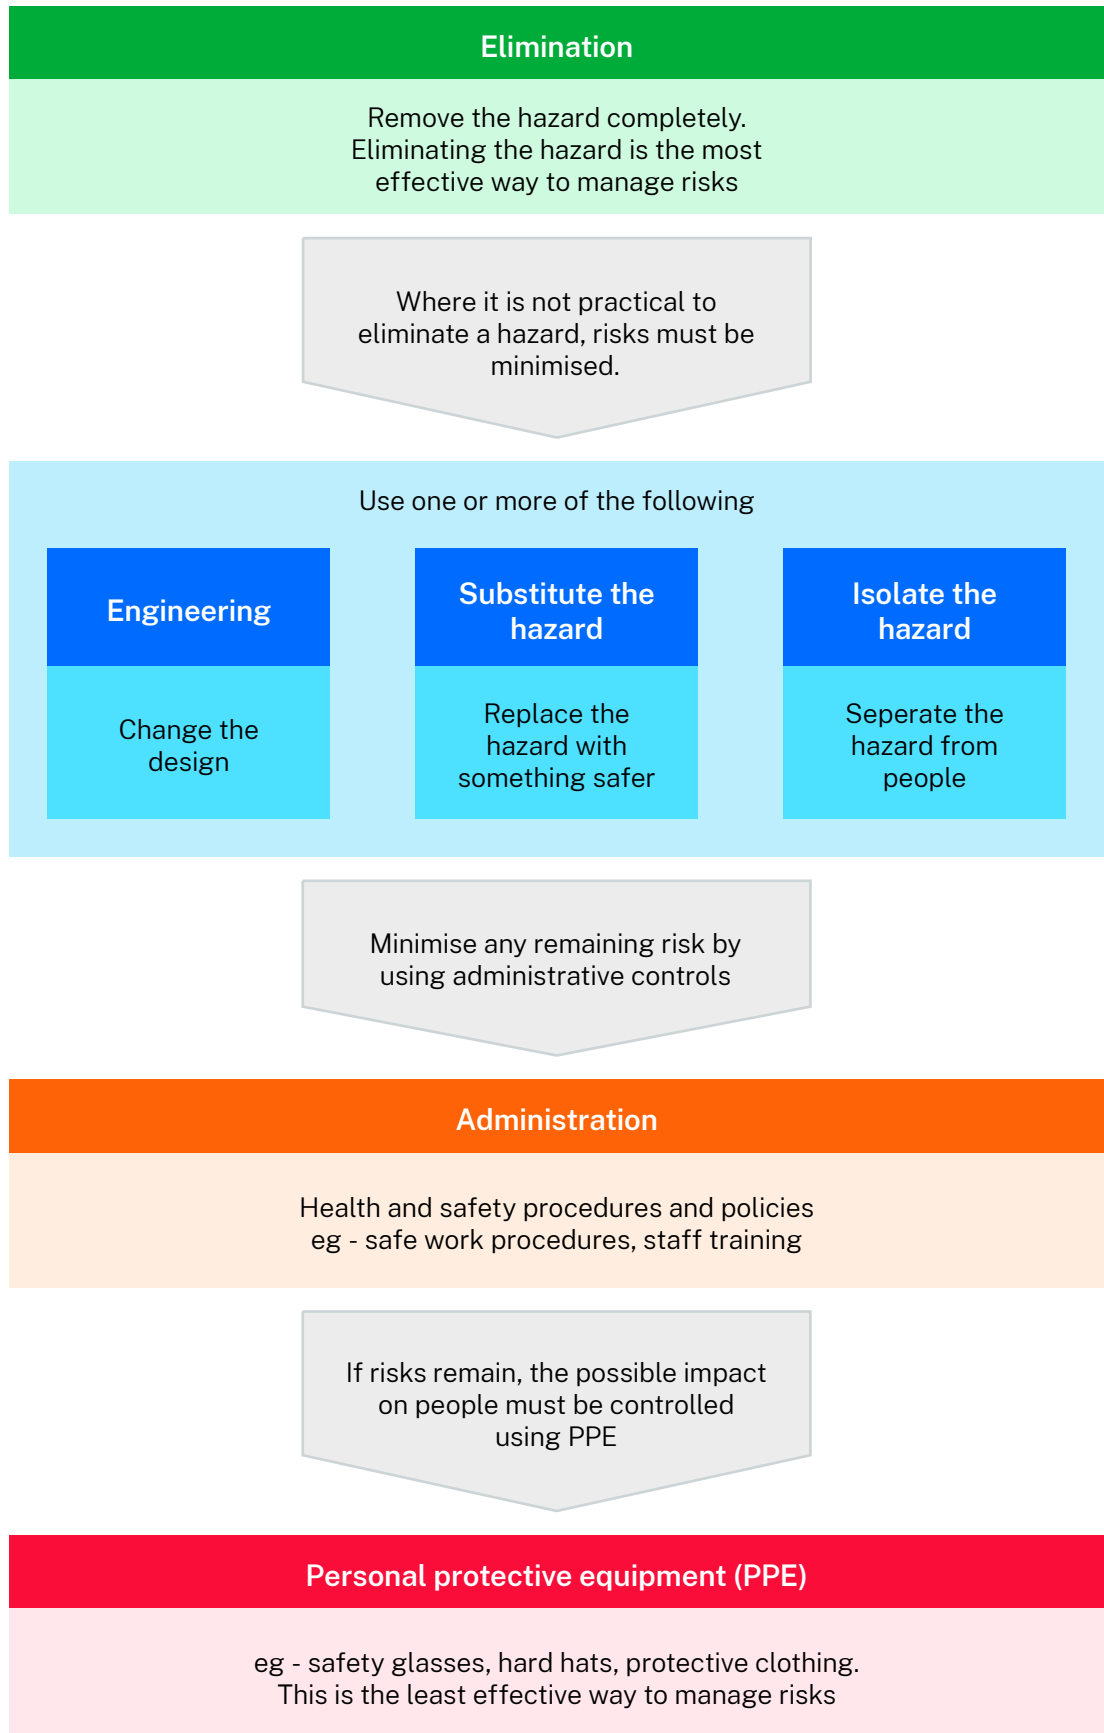 Elimination
Remove the hazard completely.
Eliminating the hazard is the most
effective way to manage risks
Where it is not practical to
eliminate a hazard, risks must be
minimised.
Use one or more of the following
Engineering
Change the
design
Substitute the
hazard
Replace the
hazard with
something safer
Isolate the
hazard
Seperate the
hazard from
people
Minimise any remaining risk by
using administrative controls
Administration
Health and safety procedures and policies
eg - safe work procedures, staff training
If risks remain, the possible impact
on people must be controlled
using PPE
Personal protective equipment (PPE)
eg - safety glasses, hard hats, protective clothing.
This is the least effective way to manage risks